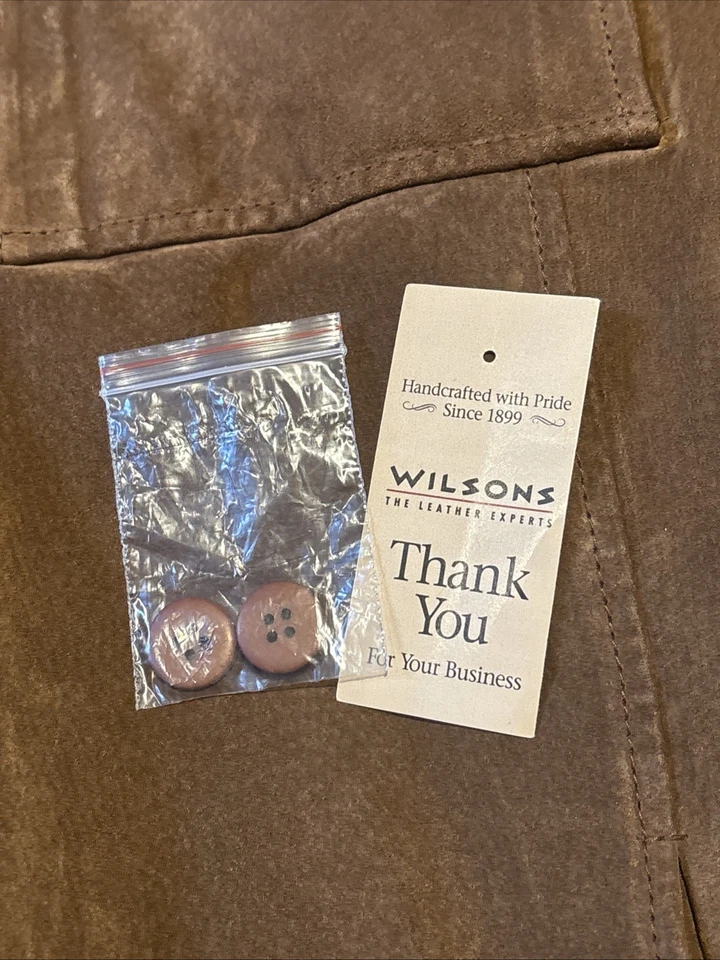 Handcrafted with Pride
Since 1899
WILSONS
THE LEATHER EXPERTS
Thank
You
For Your Business